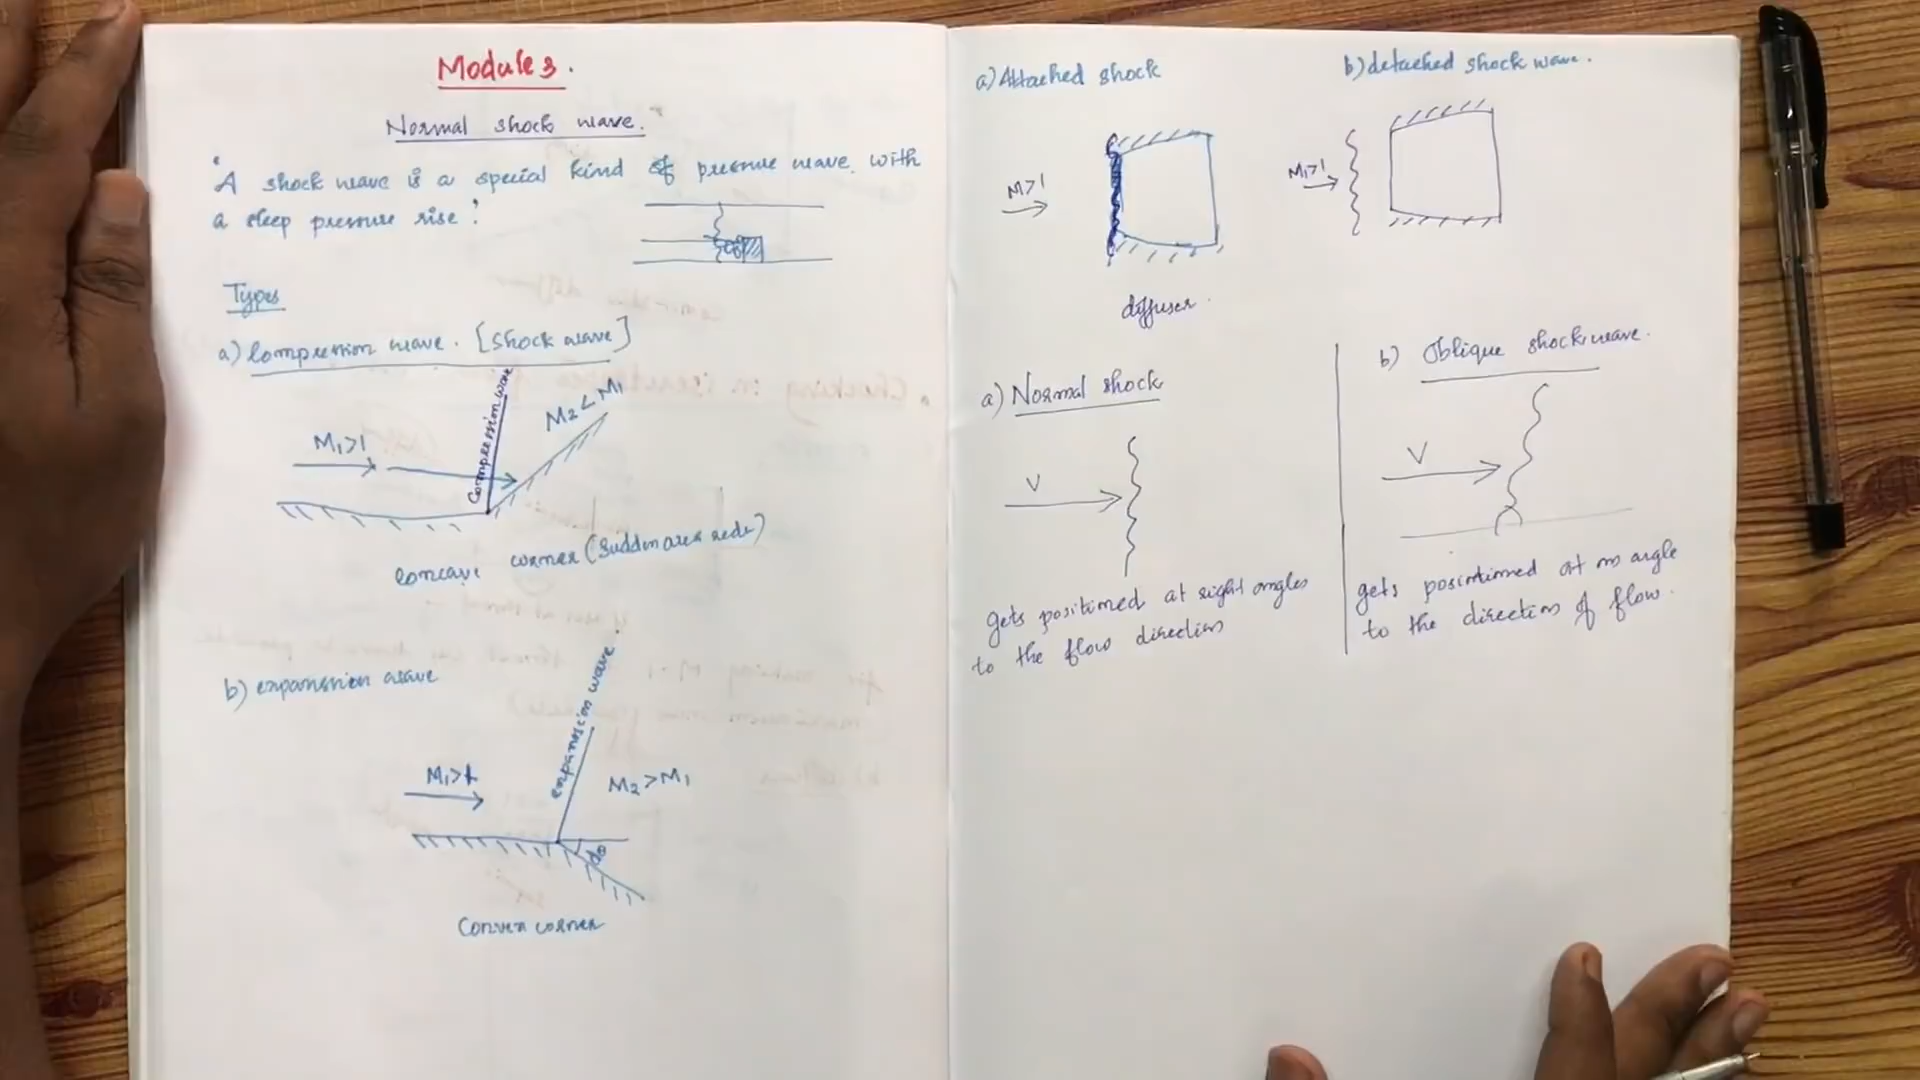 Module 3.
Normal shock wave.
A shock wave is a special kind of pressure wave with
a steep pressure rise.
Types
a) Compression wave. [Shock wave]
Compression wave
M2 < M1
M1>1
Concave corner (Sudden area redn)
b) expansion wave
expansion wave
M1>1
M2 > M1
dθ
Convex corner
a) Attached shock
M>1
diffuser.
b) detached shock wave.
M1>1
a) Normal shock
V
gets positioned at right angles
to the flow direction
b) Oblique shock wave.
V
gets positioned at an angle
to the direction of flow.